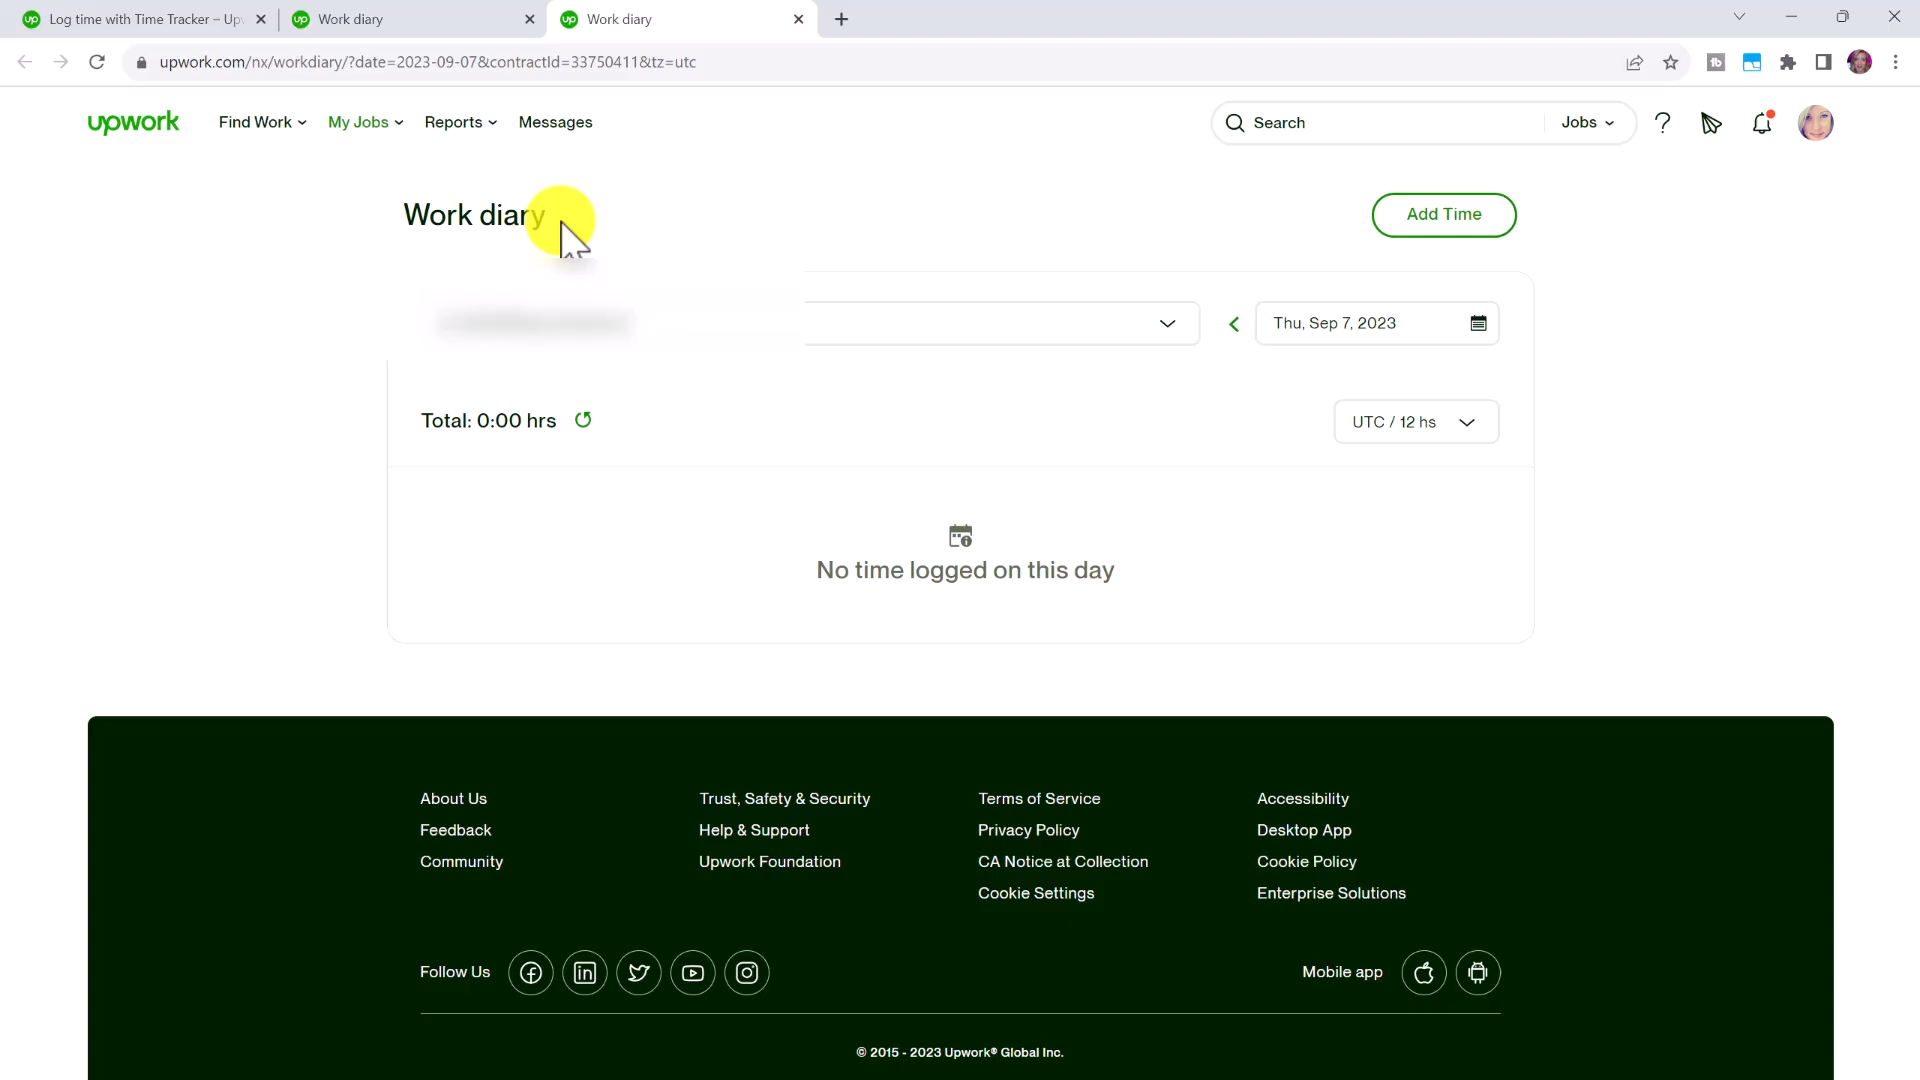 Log time with Time Tracker – Up
Work diary
Work diary
upwork.com/nx/workdiary/?date=2023-09-07&contractId=33750411&tz=utc
upwork
Find Work
My Jobs
Reports
Messages
Search
Jobs
Work diary
Add Time
Thu, Sep 7, 2023
Total: 0:00 hrs
UTC / 12 hs
No time logged on this day
About Us
Trust, Safety & Security
Terms of Service
Accessibility
Feedback
Help & Support
Privacy Policy
Desktop App
Community
Upwork Foundation
CA Notice at Collection
Cookie Policy
Cookie Settings
Enterprise Solutions
Follow Us
Mobile app
© 2015 - 2023 Upwork® Global Inc.